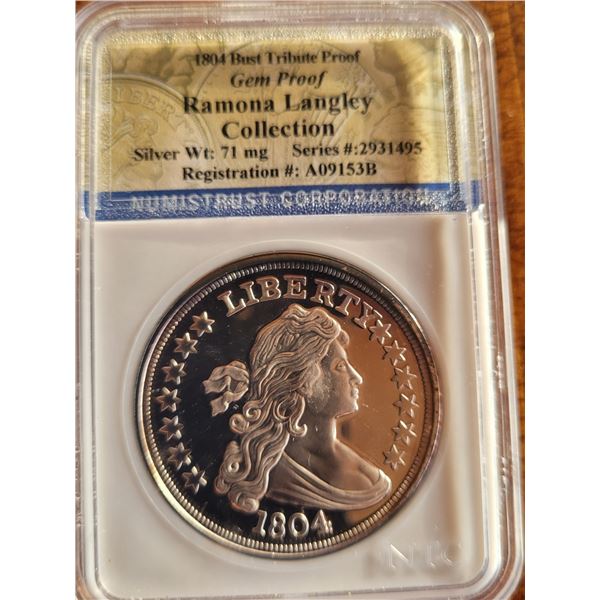 1804 Bust Tribute Proof
Gem Proof
Ramona Langley
Collection
Silver Wt: 71 mg Series #:2931495
Registration #: A09153B
NUMISTRUST CORPORATION
LIBERTY
1804